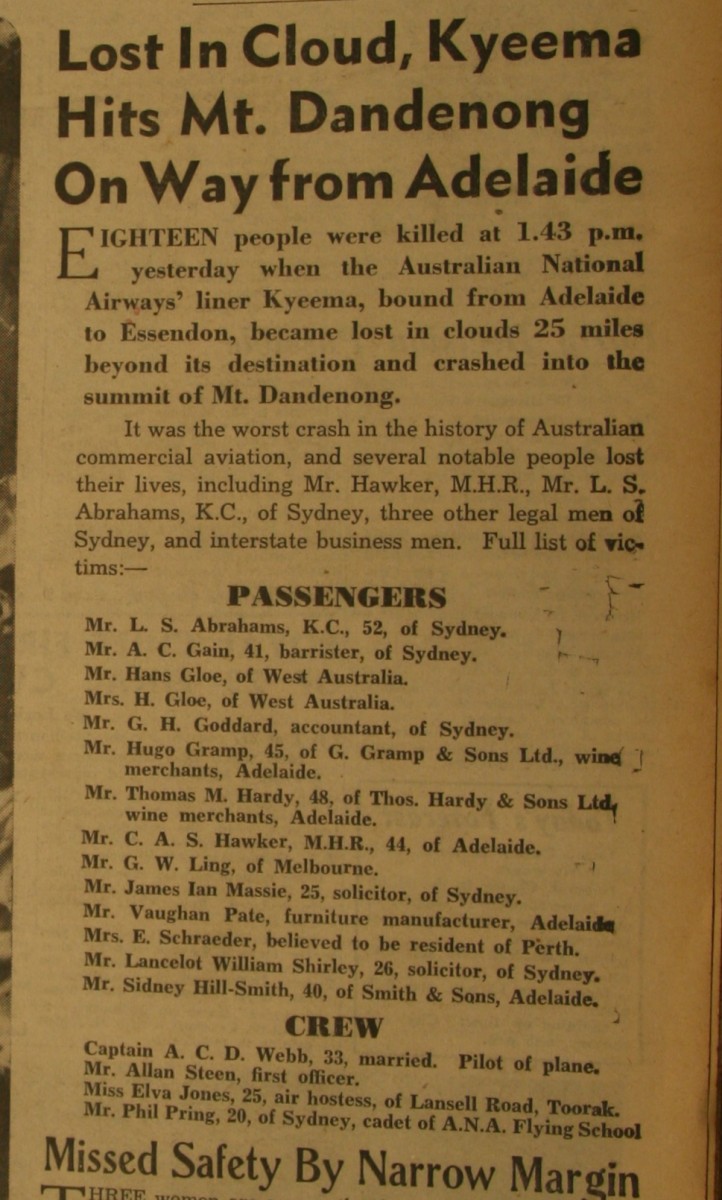 Lost In Cloud, Kyeema
Hits Mt. Dandenong
On Way from Adelaide
EIGHTEEN people were killed at 1.43 p.m.
yesterday when the Australian National
Airways' liner Kyeema, bound from Adelaide
to Essendon, became lost in clouds 25 miles
beyond its destination and crashed into the
summit of Mt. Dandenong.
It was the worst crash in the history of Australian
commercial aviation, and several notable people lost
their lives, including Mr. Hawker, M.H.R., Mr. L. S.
Abrahams, K.C., of Sydney, three other legal men of
Sydney, and interstate business men. Full list of vic-
tims:—
PASSENGERS
Mr. L. S. Abrahams, K.C., 52, of Sydney.
Mr. A. C. Gain, 41, barrister, of Sydney.
Mr. Hans Gloe, of West Australia.
Mrs. H. Gloe, of West Australia.
Mr. G. H. Goddard, accountant, of Sydney.
Mr. Hugo Gramp, 45, of G. Gramp & Sons Ltd., wine
merchants, Adelaide.
Mr. Thomas M. Hardy, 48, of Thos. Hardy & Sons Ltd,
wine merchants, Adelaide.
Mr. C. A. S. Hawker, M.H.R., 44, of Adelaide.
Mr. G. W. Ling, of Melbourne.
Mr. James Ian Massie, 25, solicitor, of Sydney.
Mr. Vaughan Pate, furniture manufacturer, Adelaide
Mrs. E. Schraeder, believed to be resident of Perth.
Mr. Lancelot William Shirley, 26, solicitor, of Sydney.
Mr. Sidney Hill-Smith, 40, of Smith & Sons, Adelaide.
CREW
Captain A. C. D. Webb, 33, married. Pilot of plane.
Mr. Allan Steen, first officer.
Miss Elva Jones, 25, air hostess, of Lansell Road, Toorak.
Mr. Phil Pring, 20, of Sydney, cadet of A.N.A. Flying School
Missed Safety By Narrow Margin
THREE women